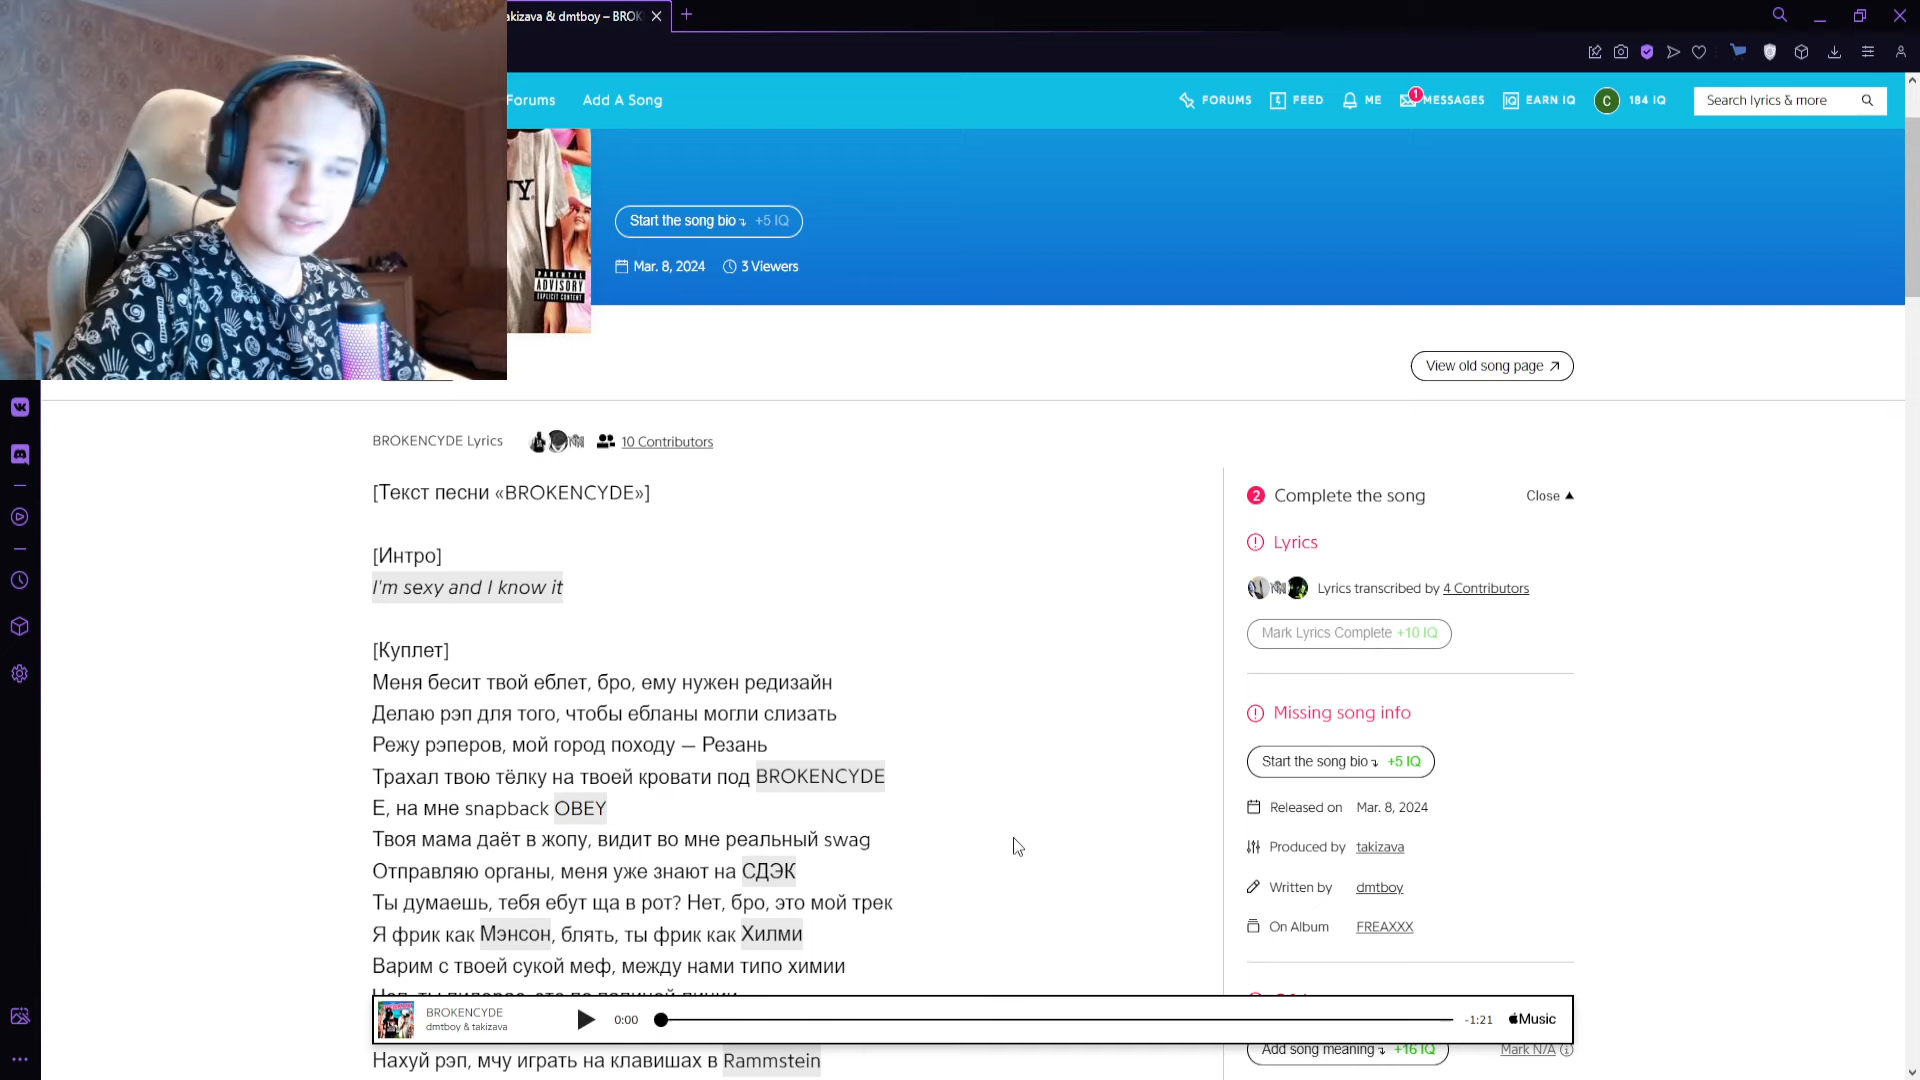 akizava & dmtboy – BROK
Forums
Add A Song
FORUMS
FEED
ME
1
MESSAGES
EARN IQ
C
184 IQ
Search lyrics & more
TY.
PARENTAL
ADVISORY
EXPLICIT CONTENT
Start the song bio +5 IQ
Mar. 8, 2024
3 Viewers
View old song page
BROKENCYDE Lyrics
10 Contributors
[Текст песни «BROKENCYDE»]
[Интро]
I'm sexy and I know it
[Куплет]
Меня бесит твой еблет, бро, ему нужен редизайн
Делаю рэп для того, чтобы ебланы могли слизать
Режу рэперов, мой город походу — Резань
Трахал твою тёлку на твоей кровати под BROKENCYDE
Е, на мне snapback OBEY
Твоя мама даёт в жопу, видит во мне реальный swag
Отправляю органы, меня уже знают на СДЭК
Ты думаешь, тебя ебут ща в рот? Нет, бро, это мой трек
Я фрик как Мэнсон, блять, ты фрик как Хилми
Варим с твоей сукой меф, между нами типо химии
Нахуй рэп, мчу играть на клавишах в Rammstein
2 Complete the song
Close
Lyrics
Lyrics transcribed by 4 Contributors
Mark Lyrics Complete +10 IQ
Missing song info
Start the song bio +5 IQ
Released on Mar. 8, 2024
Produced by takizava
Written by dmtboy
On Album FREAXXX
Add song meaning +16 IQ
Mark N/A
BROKENCYDE
dmtboy & takizava
0:00
-1:21
Music